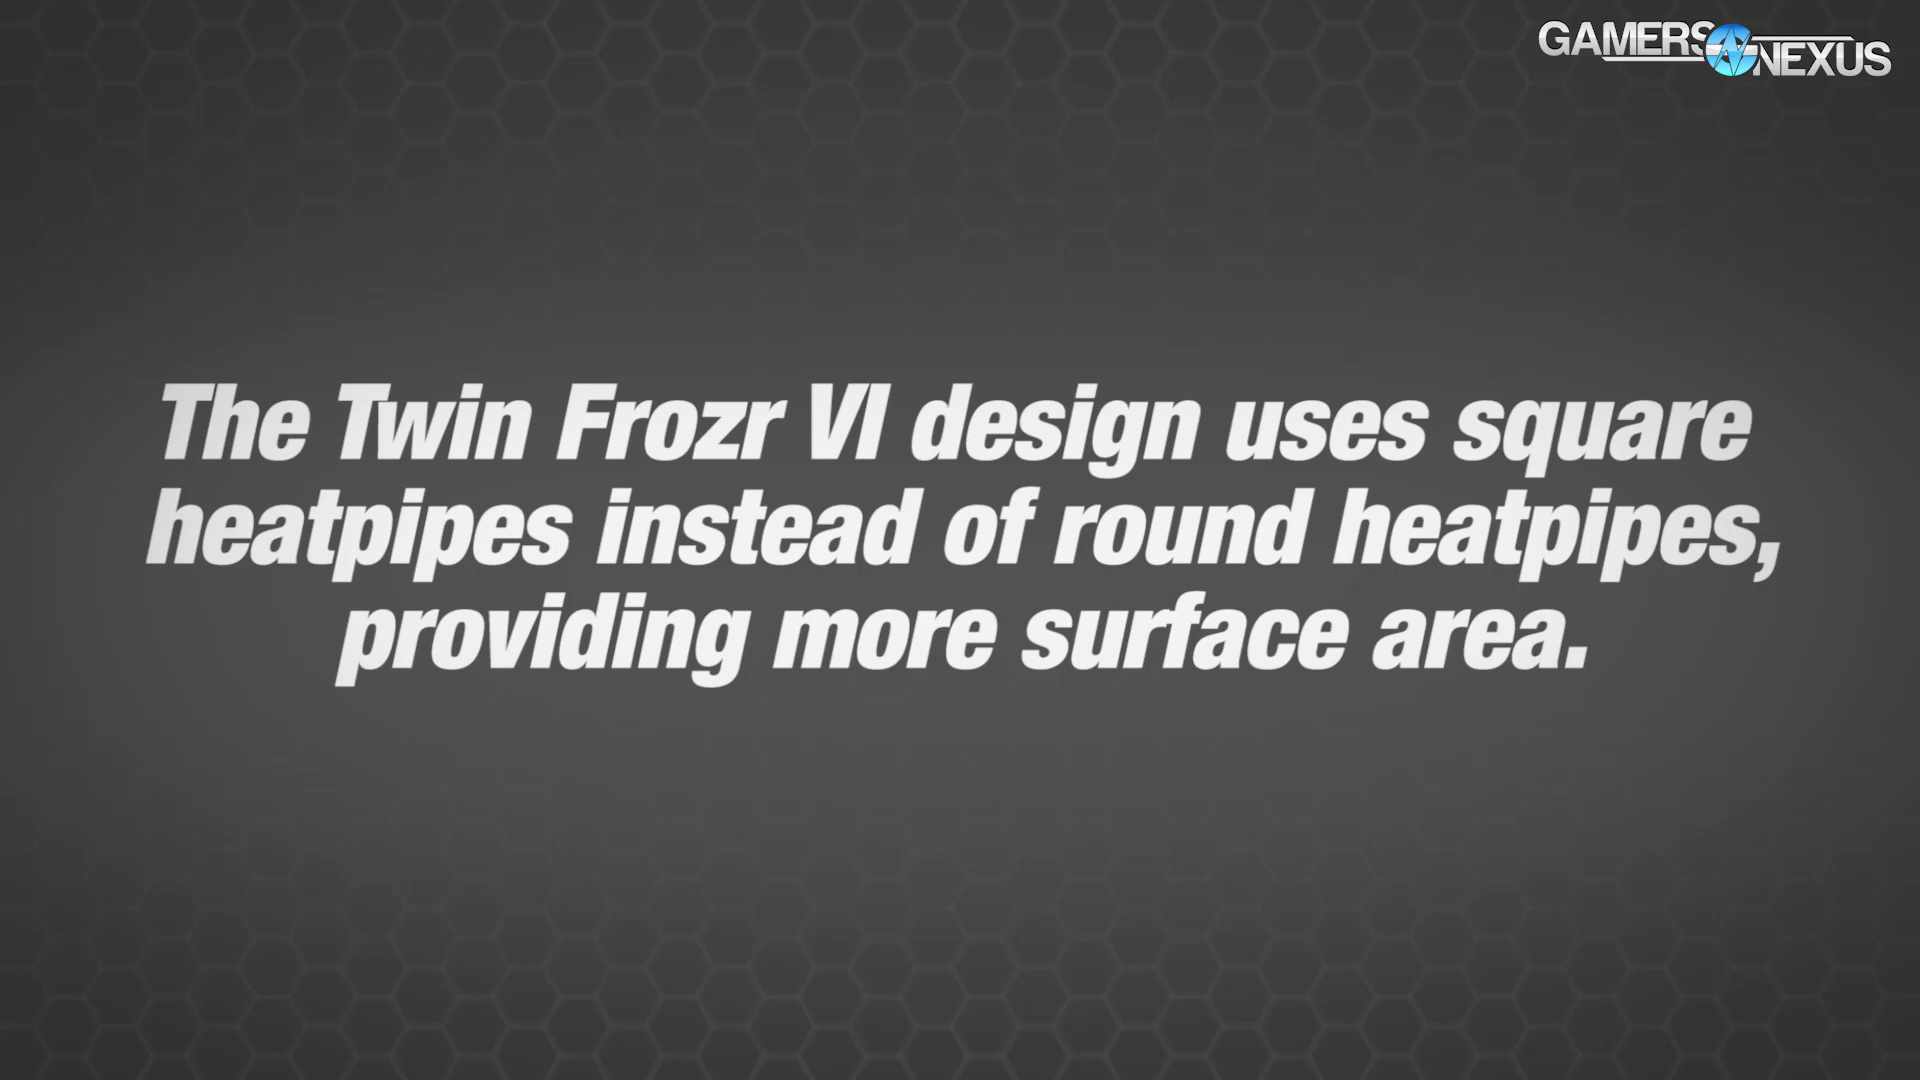 GAMERS NEXUS
The Twin Frozr VI design uses square
heatpipes instead of round heatpipes,
providing more surface area.